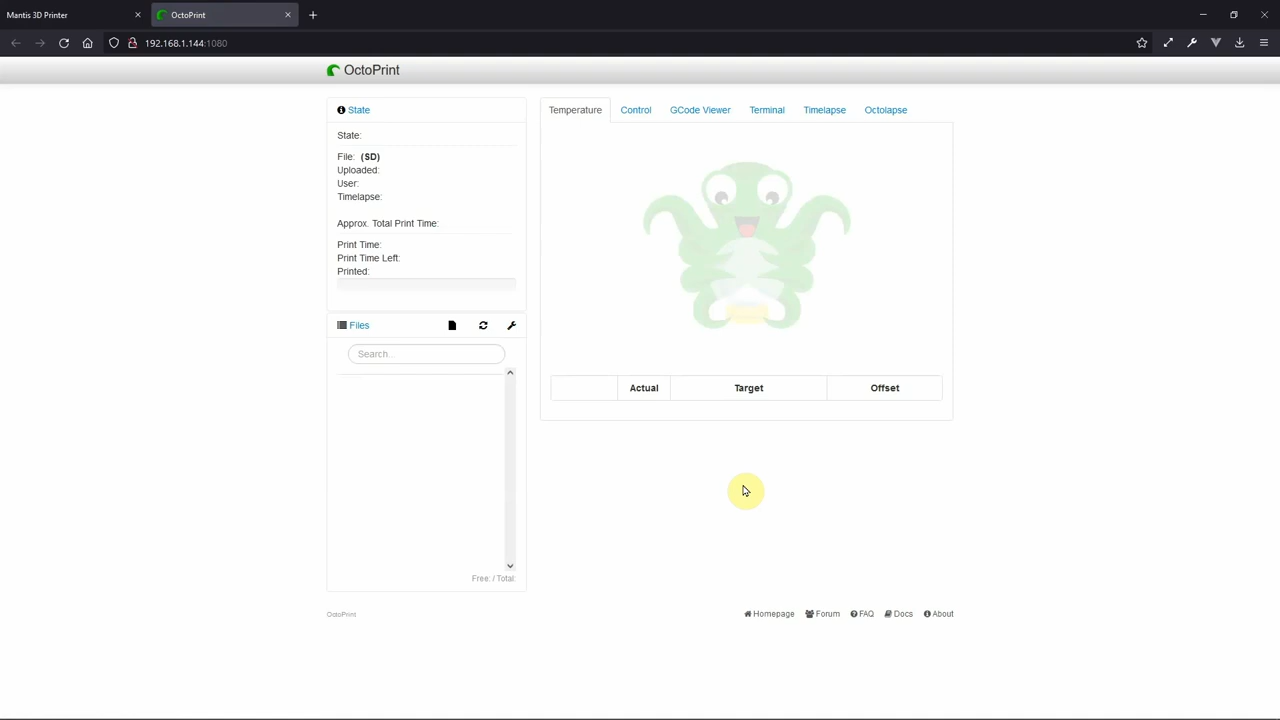 Mantis 3D Printer
OctoPrint
192.168.1.144:1080
OctoPrint
State
State:
File: (SD)
Uploaded:
User:
Timelapse:
Approx. Total Print Time:
Print Time:
Print Time Left:
Printed:
Files
Search...
Free: / Total:
Temperature Control GCode Viewer Terminal Timelapse Octolapse
Actual Target Offset
OctoPrint
Homepage Forum FAQ Docs About